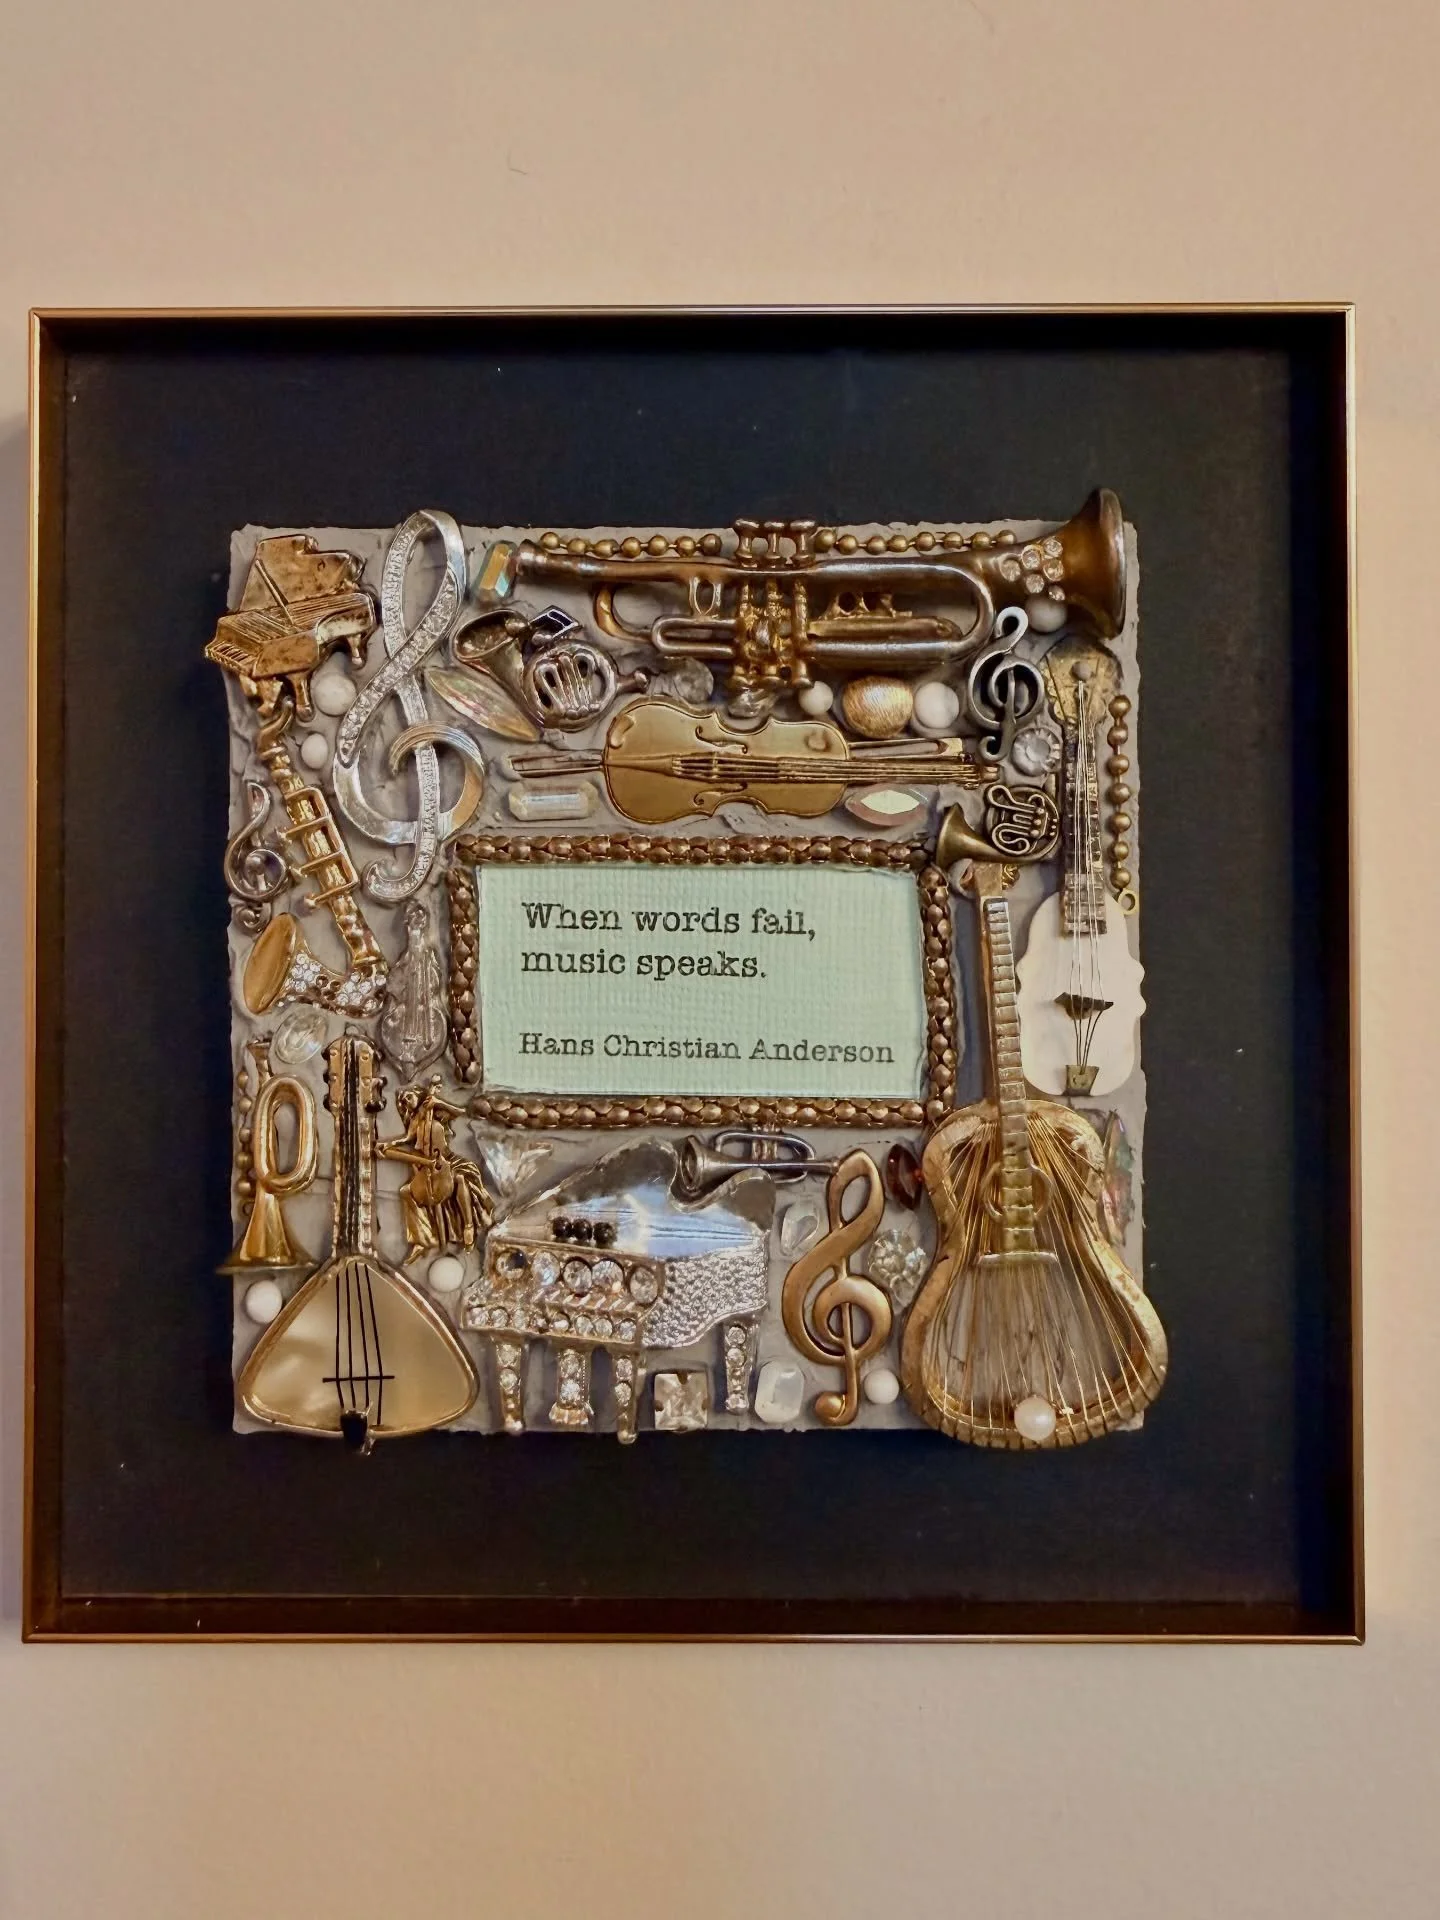 When words fail,
music speaks.
Hans Christian Anderson